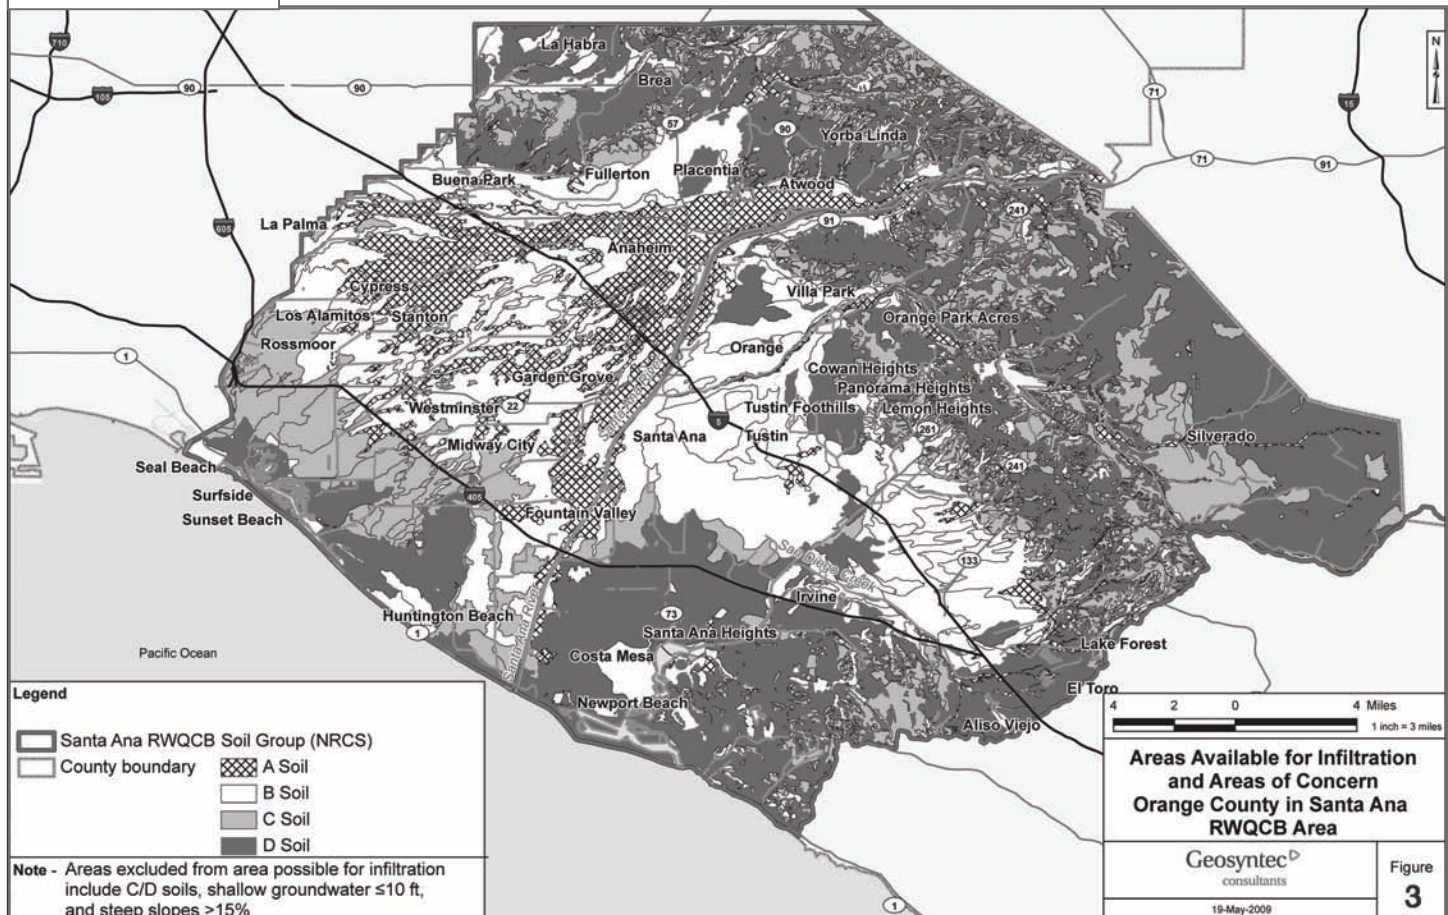 710
105
90
90
605
1
La Habra
Brea
57
90
Yorba Linda
71
15
N
71
91
Buena Park
Fullerton
Placentia
Atwood
La Palma
91
241
Anaheim
Cypress
Villa Park
Los Alamitos
Stanton
Orange Park Acres
Rossmoor
Orange
Garden Grove
Cowan Heights
Panorama Heights
Westminster
22
Tustin Foothills
Lemon Heights
5
261
Midway City
Santa Ana
Tustin
Silverado
Seal Beach
241
Surfside
405
Sunset Beach
Fountain Valley
San Diego Creek
133
Irvine
Huntington Beach
73
1
Santa Ana River
Santa Ana Heights
Lake Forest
Pacific Ocean
Costa Mesa
El Toro
Newport Beach
Aliso Viejo
1
Legend
Santa Ana RWQCB Soil Group (NRCS)
County boundary
A Soil
B Soil
C Soil
D Soil
Note - Areas excluded from area possible for infiltration
include C/D soils, shallow groundwater ≤10 ft,
and steep slopes >15%
4 2 0 4 Miles
1 inch = 3 miles
Areas Available for Infiltration
and Areas of Concern
Orange County in Santa Ana
RWQCB Area
Geosyntec
consultants
19-May-2009
Figure
3